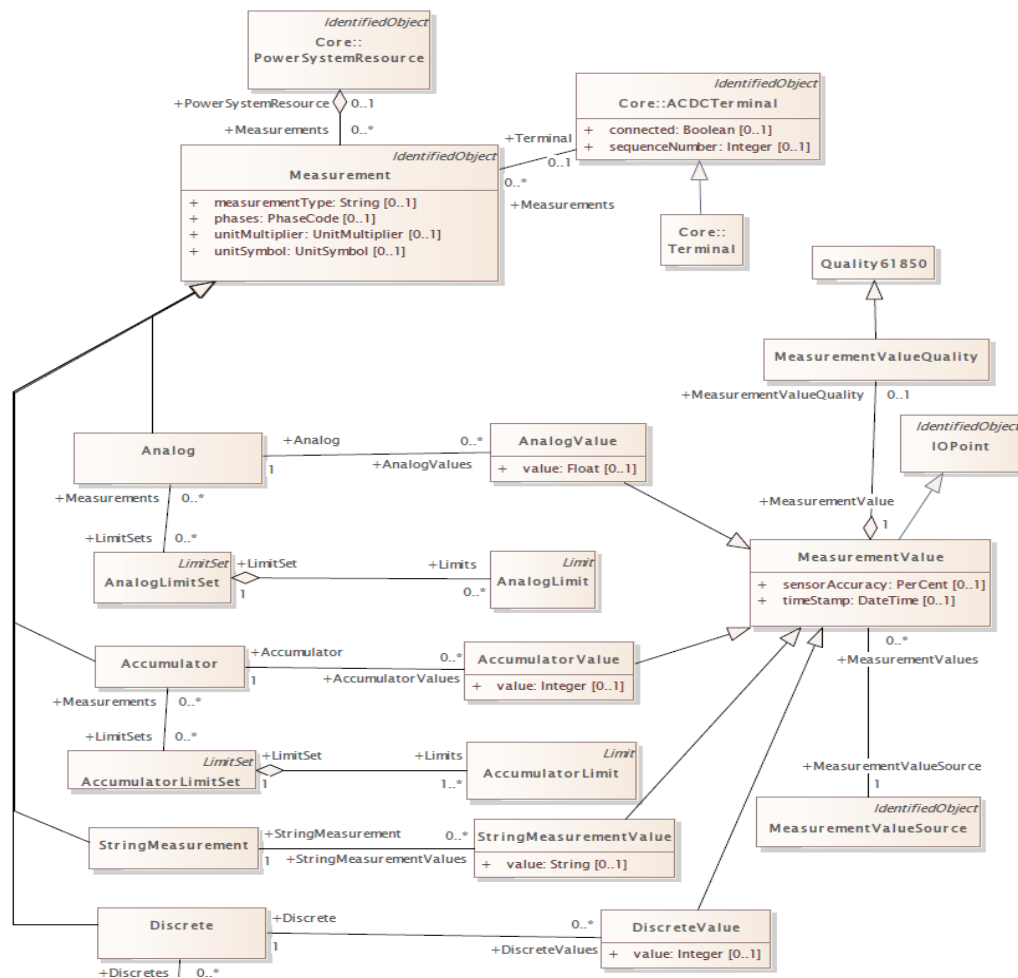 IdentifiedObject
Core::
PowerSystemResource
+PowerSystemResource
0..1
+Measurements
0..*
IdentifiedObject
Core::ACDCTerminal
+ connected: Boolean [0..1]
+ sequenceNumber: Integer [0..1]
+Terminal
0..1
0..*
+Measurements
IdentifiedObject
Measurement
+ measurementType: String [0..1]
+ phases: PhaseCode [0..1]
+ unitMultiplier: UnitMultiplier [0..1]
+ unitSymbol: UnitSymbol [0..1]
Core::
Terminal
Quality61850
MeasurementValueQuality
+MeasurementValueQuality
0..1
IdentifiedObject
IOPoint
Analog
+Analog
1
0..*
+AnalogValues
AnalogValue
+ value: Float [0..1]
+Measurements
0..*
+LimitSets
0..*
+MeasurementValue
1
LimitSet
AnalogLimitSet
+LimitSet
1
+Limits
0..*
Limit
AnalogLimit
MeasurementValue
+ sensorAccuracy: PerCent [0..1]
+ timeStamp: DateTime [0..1]
0..*
+MeasurementValues
Accumulator
+Accumulator
1
0..*
+AccumulatorValues
AccumulatorValue
+ value: Integer [0..1]
+Measurements
0..*
+LimitSets
0..*
LimitSet
AccumulatorLimitSet
+LimitSet
1
+Limits
1..*
Limit
AccumulatorLimit
+MeasurementValueSource
1
IdentifiedObject
MeasurementValueSource
StringMeasurement
+StringMeasurement
1
0..*
+StringMeasurementValues
StringMeasurementValue
+ value: String [0..1]
Discrete
+Discrete
1
0..*
+DiscreteValues
DiscreteValue
+ value: Integer [0..1]
+Discretes
0..*